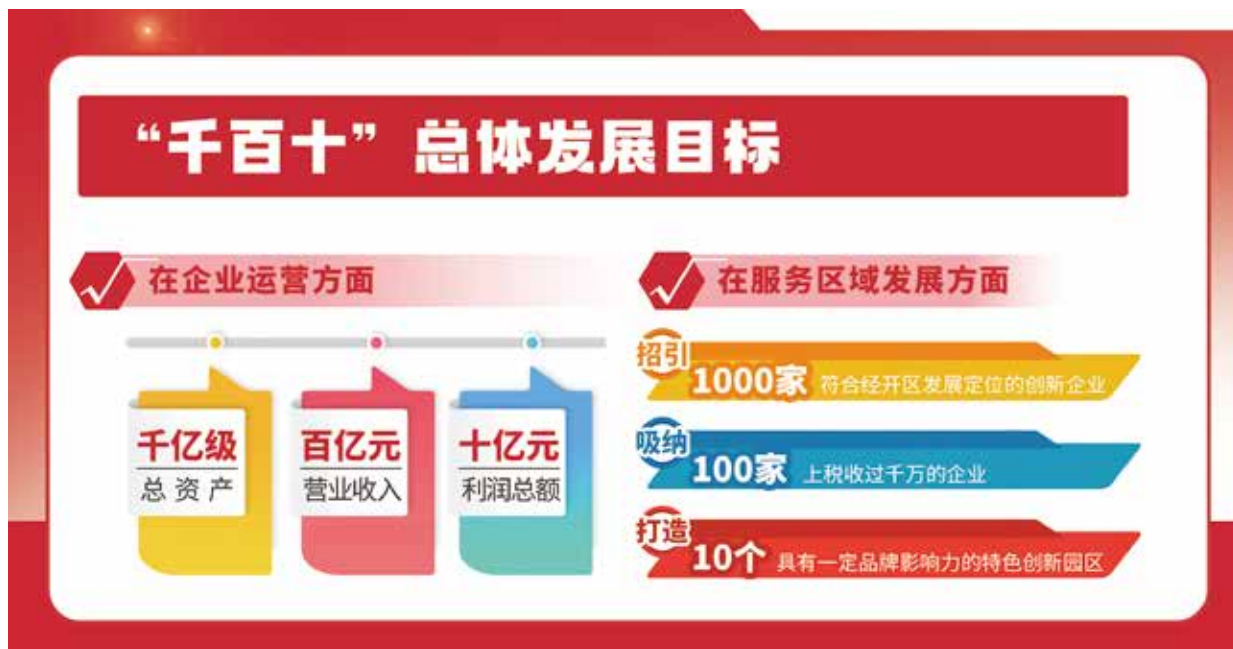 “千百十”总体发展目标
在企业运营方面
千亿级
总资产
百亿元
营业收入
十亿元
利润总额
在服务区域发展方面
招引
1000家 符合经开区发展定位的创新企业
吸纳
100家 上税收过千万的企业
打造
10个 具有一定品牌影响力的特色创新园区